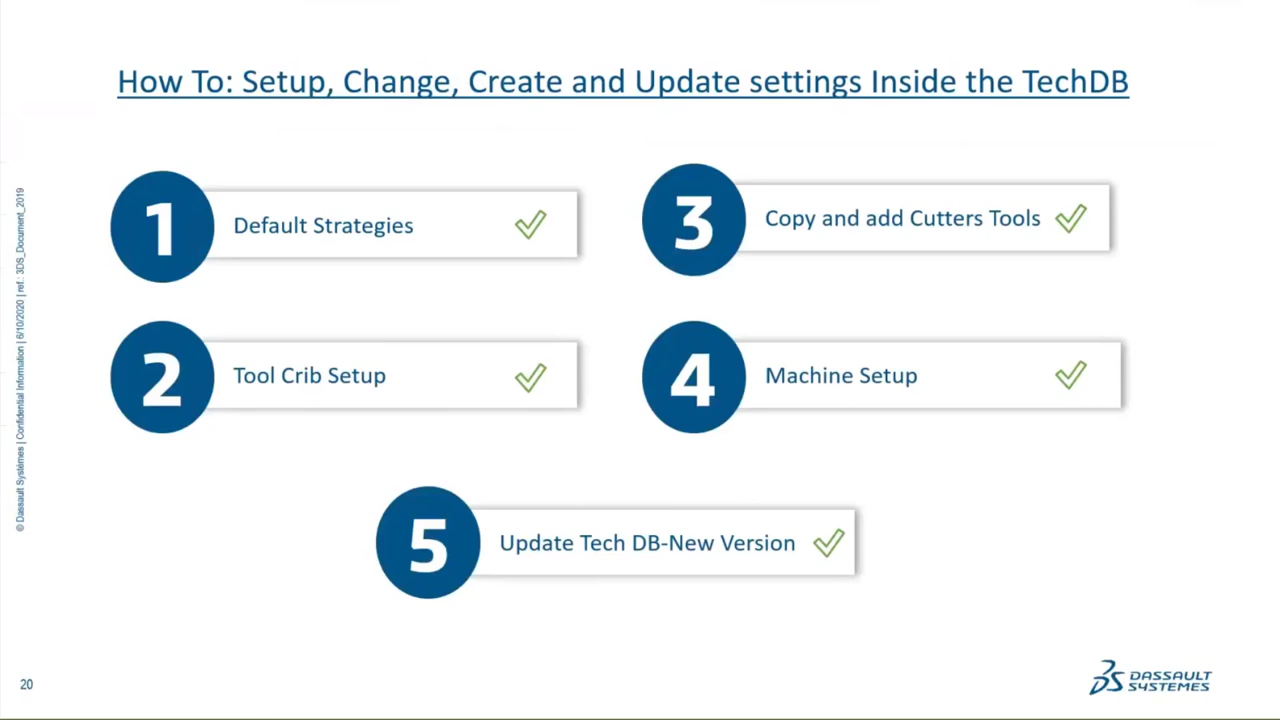 How To: Setup, Change, Create and Update settings Inside the TechDB
1
Default Strategies
2
Tool Crib Setup
3
Copy and add Cutters Tools
4
Machine Setup
5
Update Tech DB-New Version
© Dassault Systèmes | Confidential Information | 6/10/2020 | ref.: 3DS_Document_2019
20
3DS DASSAULT
SYSTEMES